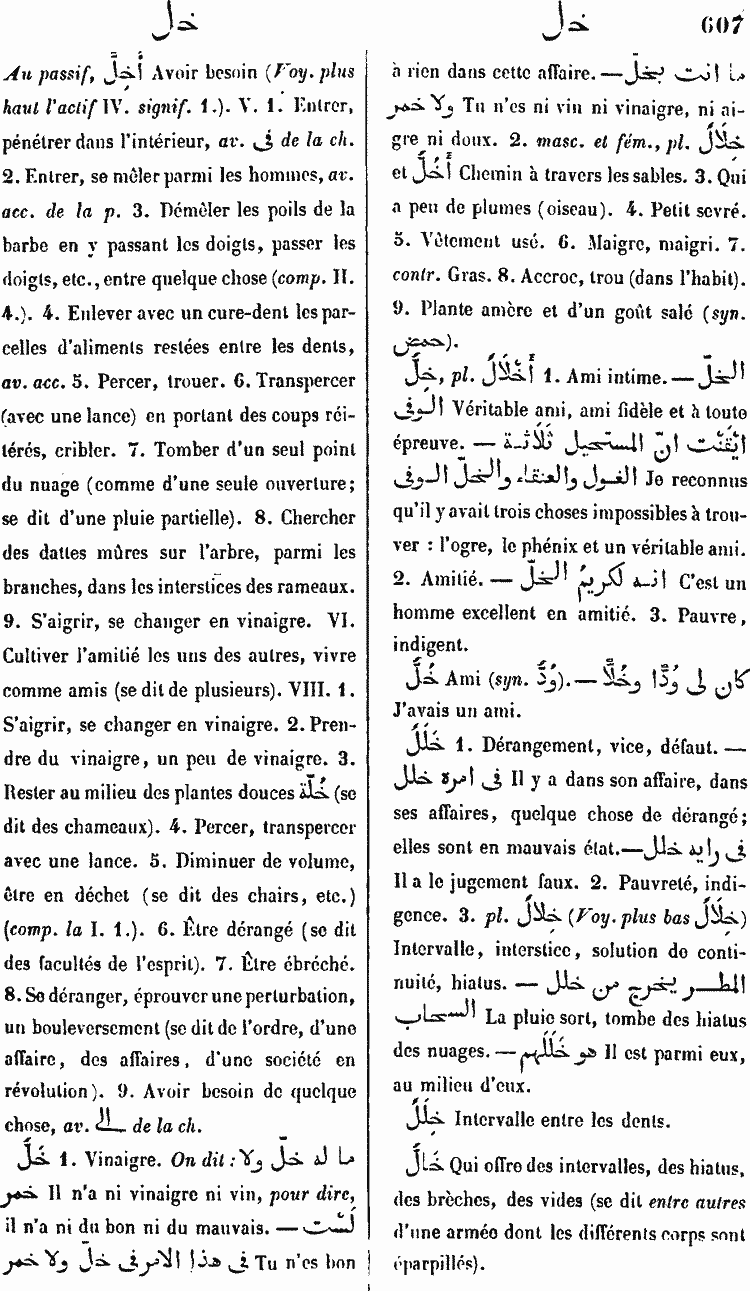 خل
خل 607
Au passif, أُخِلَّ Avoir besoin (Voy. plus
haut l'actif IV. signif. 1.). V. 1. Entrer,
pénétrer dans l'intérieur, av. فى de la ch.
2. Entrer, se mêler parmi les hommes, av.
acc. de la p. 3. Démêler les poils de la
barbe en y passant les doigts, passer les
doigts, etc., entre quelque chose (comp. II.
4.). 4. Enlever avec un cure-dent les par-
celles d'aliments restées entre les dents,
av. acc. 5. Percer, trouer. 6. Transpercer
(avec une lance) en portant des coups réi-
térés, cribler. 7. Tomber d'un seul point
du nuage (comme d'une seule ouverture;
se dit d'une pluie partielle). 8. Chercher
des dattes mûres sur l'arbre, parmi les
branches, dans les interstices des rameaux.
9. S'aigrir, se changer en vinaigre. VI.
Cultiver l'amitié les uns des autres, vivre
comme amis (se dit de plusieurs). VIII. 1.
S'aigrir, se changer en vinaigre. 2. Pren-
dre du vinaigre, un peu de vinaigre. 3.
Rester au milieu des plantes douces خُلّة (se
dit des chameaux). 4. Percer, transpercer
avec une lance. 5. Diminuer de volume,
être en déchet (se dit des chairs, etc.)
(comp. la I. 1.). 6. Être dérangé (se dit
des facultés de l'esprit). 7. Être ébréché.
8. Se déranger, éprouver une perturbation,
un bouleversement (se dit de l'ordre, d'une
affaire, des affaires, d'une société en
révolution). 9. Avoir besoin de quelque
chose, av. الى de la ch.
خَلٌّ 1. Vinaigre. On dit : ما له خلّ ولا
خمر Il n'a ni vinaigre ni vin, pour dire,
il n'a ni du bon ni du mauvais. — لَسْت
فى هذا الامر فى خلّ ولا خمر Tu n'es bon
à rien dans cette affaire. — ما انت بخلّ
ولا خمر Tu n'es ni vin ni vinaigre, ni ai-
gre ni doux. 2. masc. et fém., pl. خِلَالٌ
et أَخُلٌّ Chemin à travers les sables. 3. Qui
a peu de plumes (oiseau). 4. Petit sevré.
5. Vêtement usé. 6. Maigre, maigri. 7.
contr. Gras. 8. Accroc, trou (dans l'habit).
9. Plante amère et d'un goût salé (syn.
حمض).
خِلٌّ, pl. أَخْلَالٌ 1. Ami intime. — الخلّ
الوفى Véritable ami, ami fidèle et à toute
épreuve. — ايْقَنْت انّ المستحيل ثَلاثة
الغول والعنقاء والخلّ الوفى Je reconnus
qu'il y avait trois choses impossibles à trou-
ver : l'ogre, le phénix et un véritable ami.
2. Amitié. — انه لكريمُ الخلّ C'est un
homme excellent en amitié. 3. Pauvre,
indigent.
خُلٌّ Ami (syn. وُدٌّ). — كان لى وُدًّا وخُلًّا
J'avais un ami.
خَلَلٌ 1. Dérangement, vice, défaut. —
فى امره خلل Il y a dans son affaire, dans
ses affaires, quelque chose de dérangé;
elles sont en mauvais état. — فى رايه خلل
Il a le jugement faux. 2. Pauvreté, indi-
gence. 3. pl. خِلَالٌ (Voy. plus bas خِلَالٌ)
Intervalle, interstice, solution de conti-
nuité, hiatus. — المطر يخرج من خلل
السحاب La pluie sort, tombe des hiatus
des nuages. — هو خَلَلَهم Il est parmi eux,
au milieu d'eux.
خِلَلٌ Intervalle entre les dents.
خَالٌّ Qui offre des intervalles, des hiatus,
des brèches, des vides (se dit entre autres
d'une armée dont les différents corps sont
éparpillés).